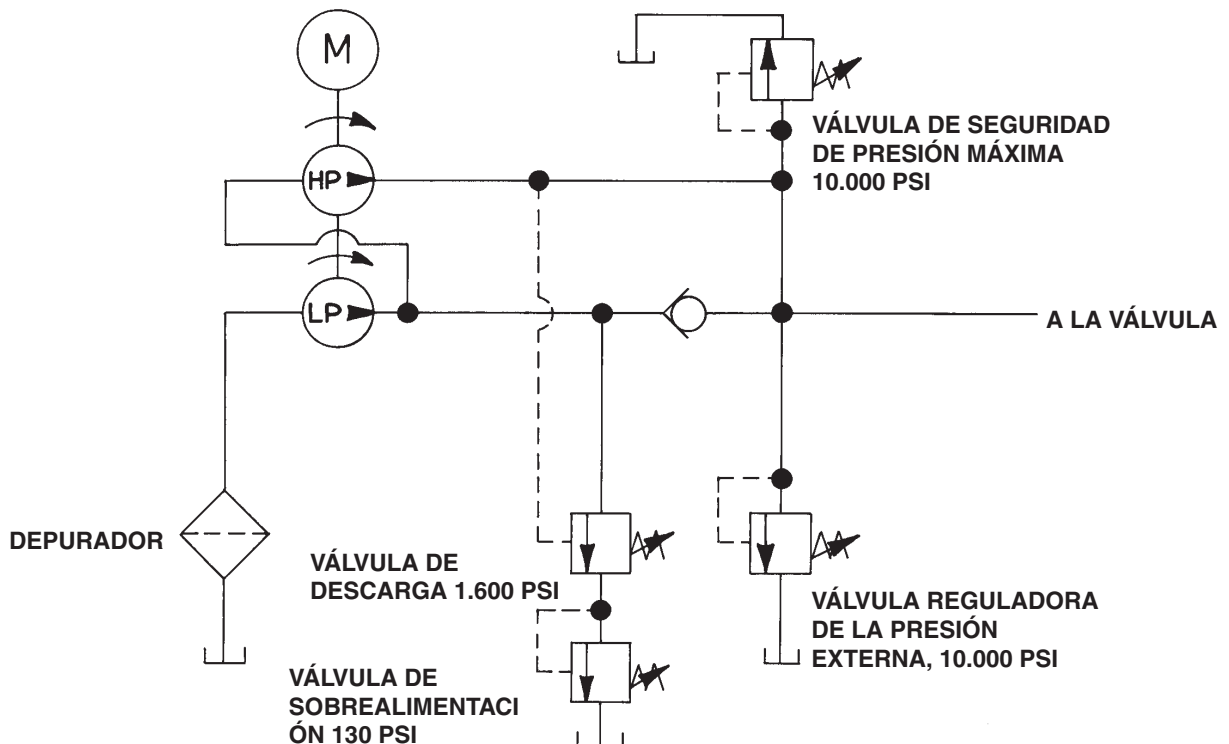 M
VÁLVULA DE SEGURIDAD
DE PRESIÓN MÁXIMA
10.000 PSI
HP
LP
A LA VÁLVULA
DEPURADOR
VÁLVULA DE
DESCARGA 1.600 PSI
VÁLVULA REGULADORA
DE LA PRESIÓN
EXTERNA, 10.000 PSI
VÁLVULA DE
SOBREALIMENTACI
ÓN 130 PSI